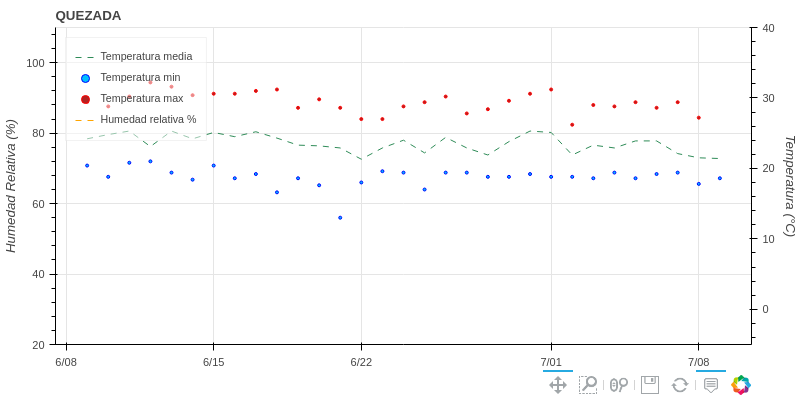 QUEZADA
Temperatura media
Temperatura min
Temperatura max
Humedad relativa %
Humedad Relativa (%)
100
80
60
40
20
Temperatura (°C)
40
30
20
10
0
6/08
6/15
6/22
7/01
7/08